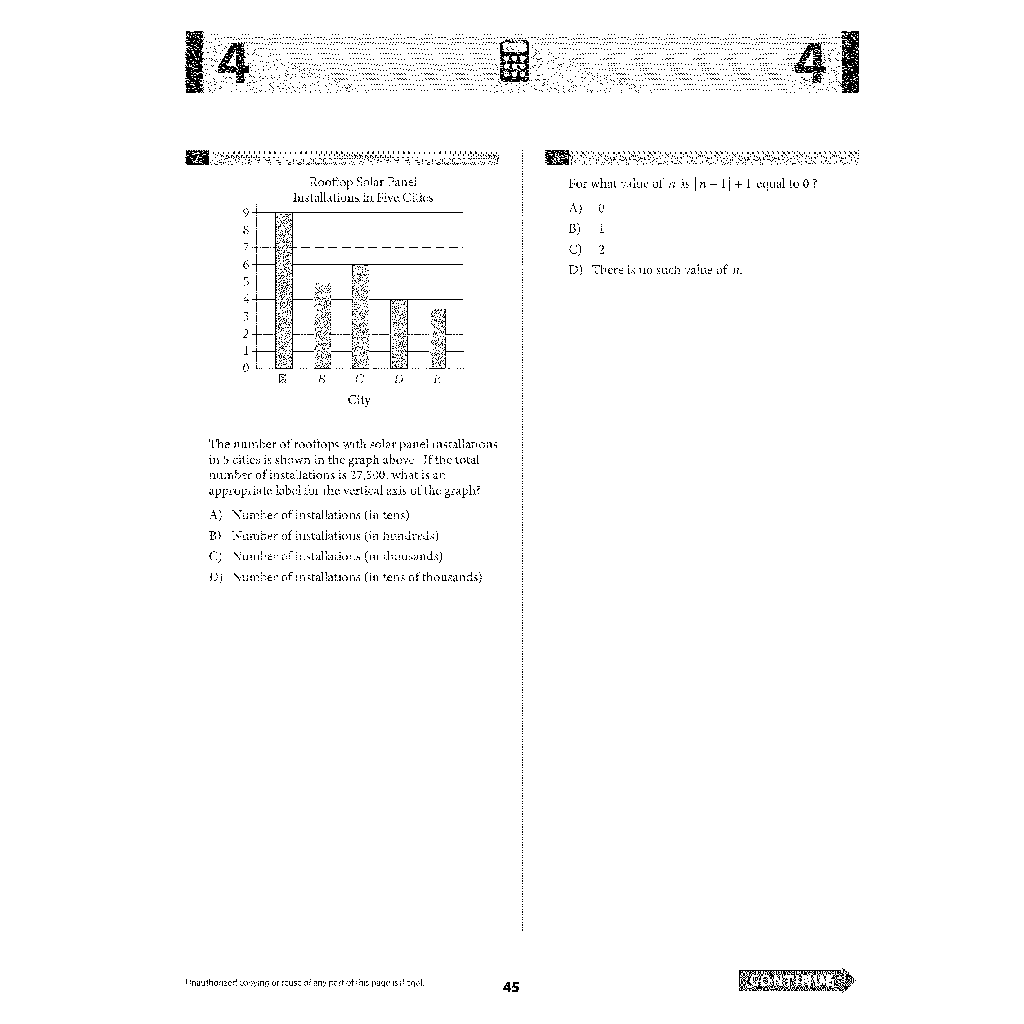 4
4
Rooftop Solar Panel
Installations in Five Cities
9
8
7
6
5
4
3
2
1
0
B
C
D
E
City
The number of rooftops with solar panel installations
in 5 cities is shown in the graph above. If the total
number of installations is 27,500, what is an
appropriate label for the vertical axis of the graph?
A) Number of installations (in tens)
B) Number of installations (in hundreds)
C) Number of installations (in thousands)
D) Number of installations (in tens of thousands)
For what value of n is |n − 1| + 1 equal to 0 ?
A) 0
B) 1
C) 2
D) There is no such value of n.
Unauthorized copying or reuse of any part of this page is illegal.
45
CONTINUE